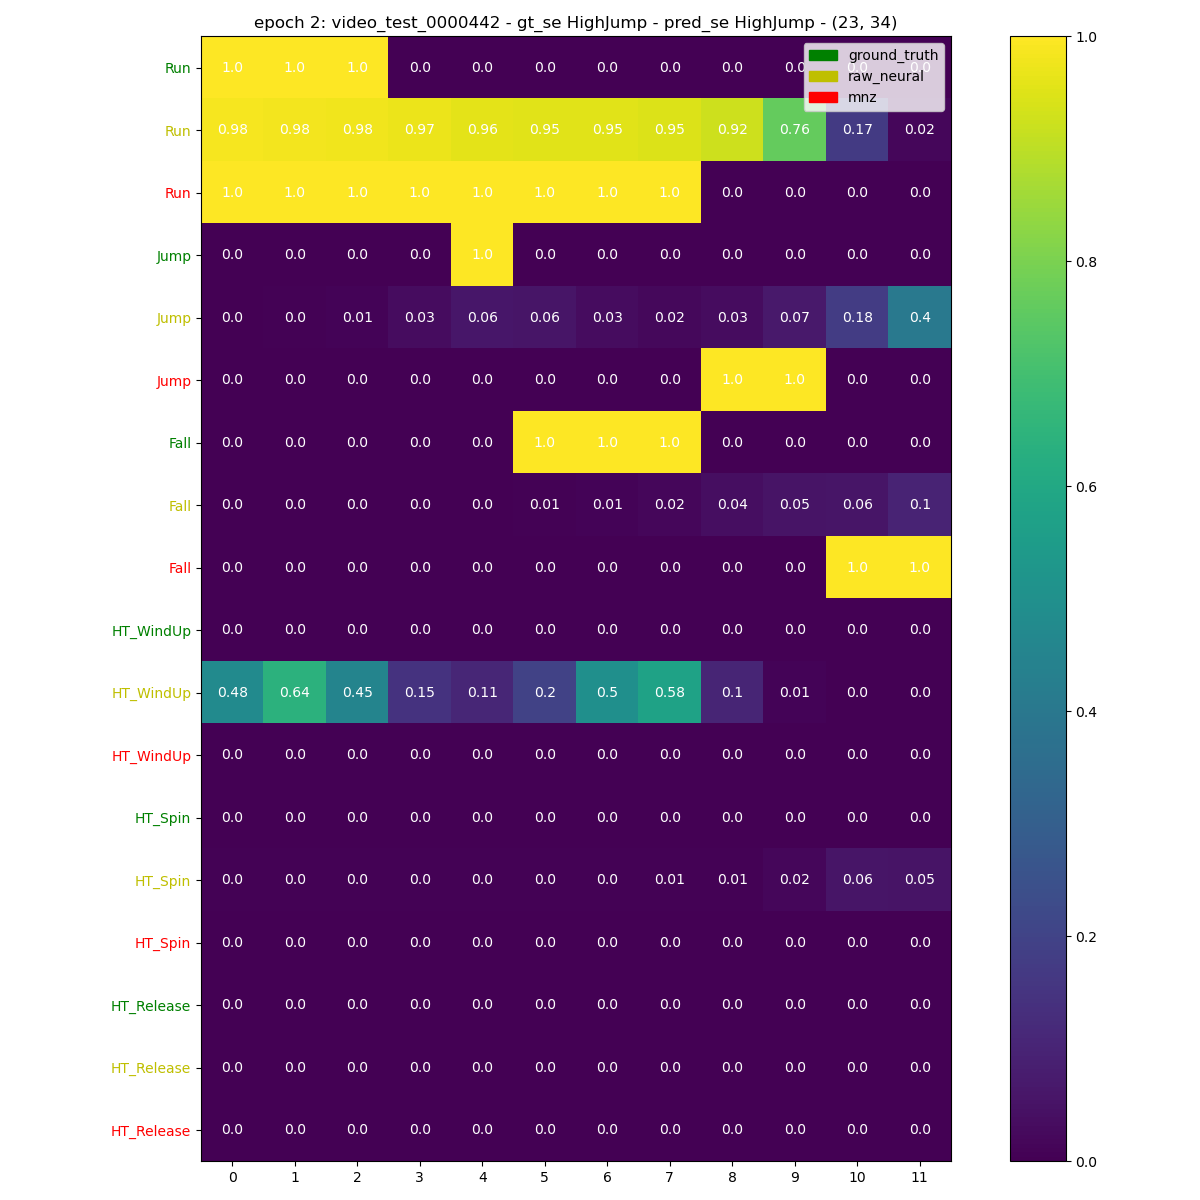 epoch 2: video_test_0000442 - gt_se HighJump - pred_se HighJump - (23, 34)
ground_truth
raw_neural
mnz
Run 1.0 1.0 1.0 0.0 0.0 0.0 0.0 0.0 0.0 0.0 0.0 0.0
Run 0.98 0.98 0.98 0.97 0.96 0.95 0.95 0.95 0.92 0.76 0.17 0.02
Run 1.0 1.0 1.0 1.0 1.0 1.0 1.0 1.0 0.0 0.0 0.0 0.0
Jump 0.0 0.0 0.0 0.0 1.0 0.0 0.0 0.0 0.0 0.0 0.0 0.0
Jump 0.0 0.0 0.01 0.03 0.06 0.06 0.03 0.02 0.03 0.07 0.18 0.4
Jump 0.0 0.0 0.0 0.0 0.0 0.0 0.0 0.0 1.0 1.0 0.0 0.0
Fall 0.0 0.0 0.0 0.0 0.0 1.0 1.0 1.0 0.0 0.0 0.0 0.0
Fall 0.0 0.0 0.0 0.0 0.0 0.01 0.01 0.02 0.04 0.05 0.06 0.1
Fall 0.0 0.0 0.0 0.0 0.0 0.0 0.0 0.0 0.0 0.0 1.0 1.0
HT_WindUp 0.0 0.0 0.0 0.0 0.0 0.0 0.0 0.0 0.0 0.0 0.0 0.0
HT_WindUp 0.48 0.64 0.45 0.15 0.11 0.2 0.5 0.58 0.1 0.01 0.0 0.0
HT_WindUp 0.0 0.0 0.0 0.0 0.0 0.0 0.0 0.0 0.0 0.0 0.0 0.0
HT_Spin 0.0 0.0 0.0 0.0 0.0 0.0 0.0 0.0 0.0 0.0 0.0 0.0
HT_Spin 0.0 0.0 0.0 0.0 0.0 0.0 0.0 0.01 0.01 0.02 0.06 0.05
HT_Spin 0.0 0.0 0.0 0.0 0.0 0.0 0.0 0.0 0.0 0.0 0.0 0.0
HT_Release 0.0 0.0 0.0 0.0 0.0 0.0 0.0 0.0 0.0 0.0 0.0 0.0
HT_Release 0.0 0.0 0.0 0.0 0.0 0.0 0.0 0.0 0.0 0.0 0.0 0.0
HT_Release 0.0 0.0 0.0 0.0 0.0 0.0 0.0 0.0 0.0 0.0 0.0 0.0
0 1 2 3 4 5 6 7 8 9 10 11
1.0
0.8
0.6
0.4
0.2
0.0